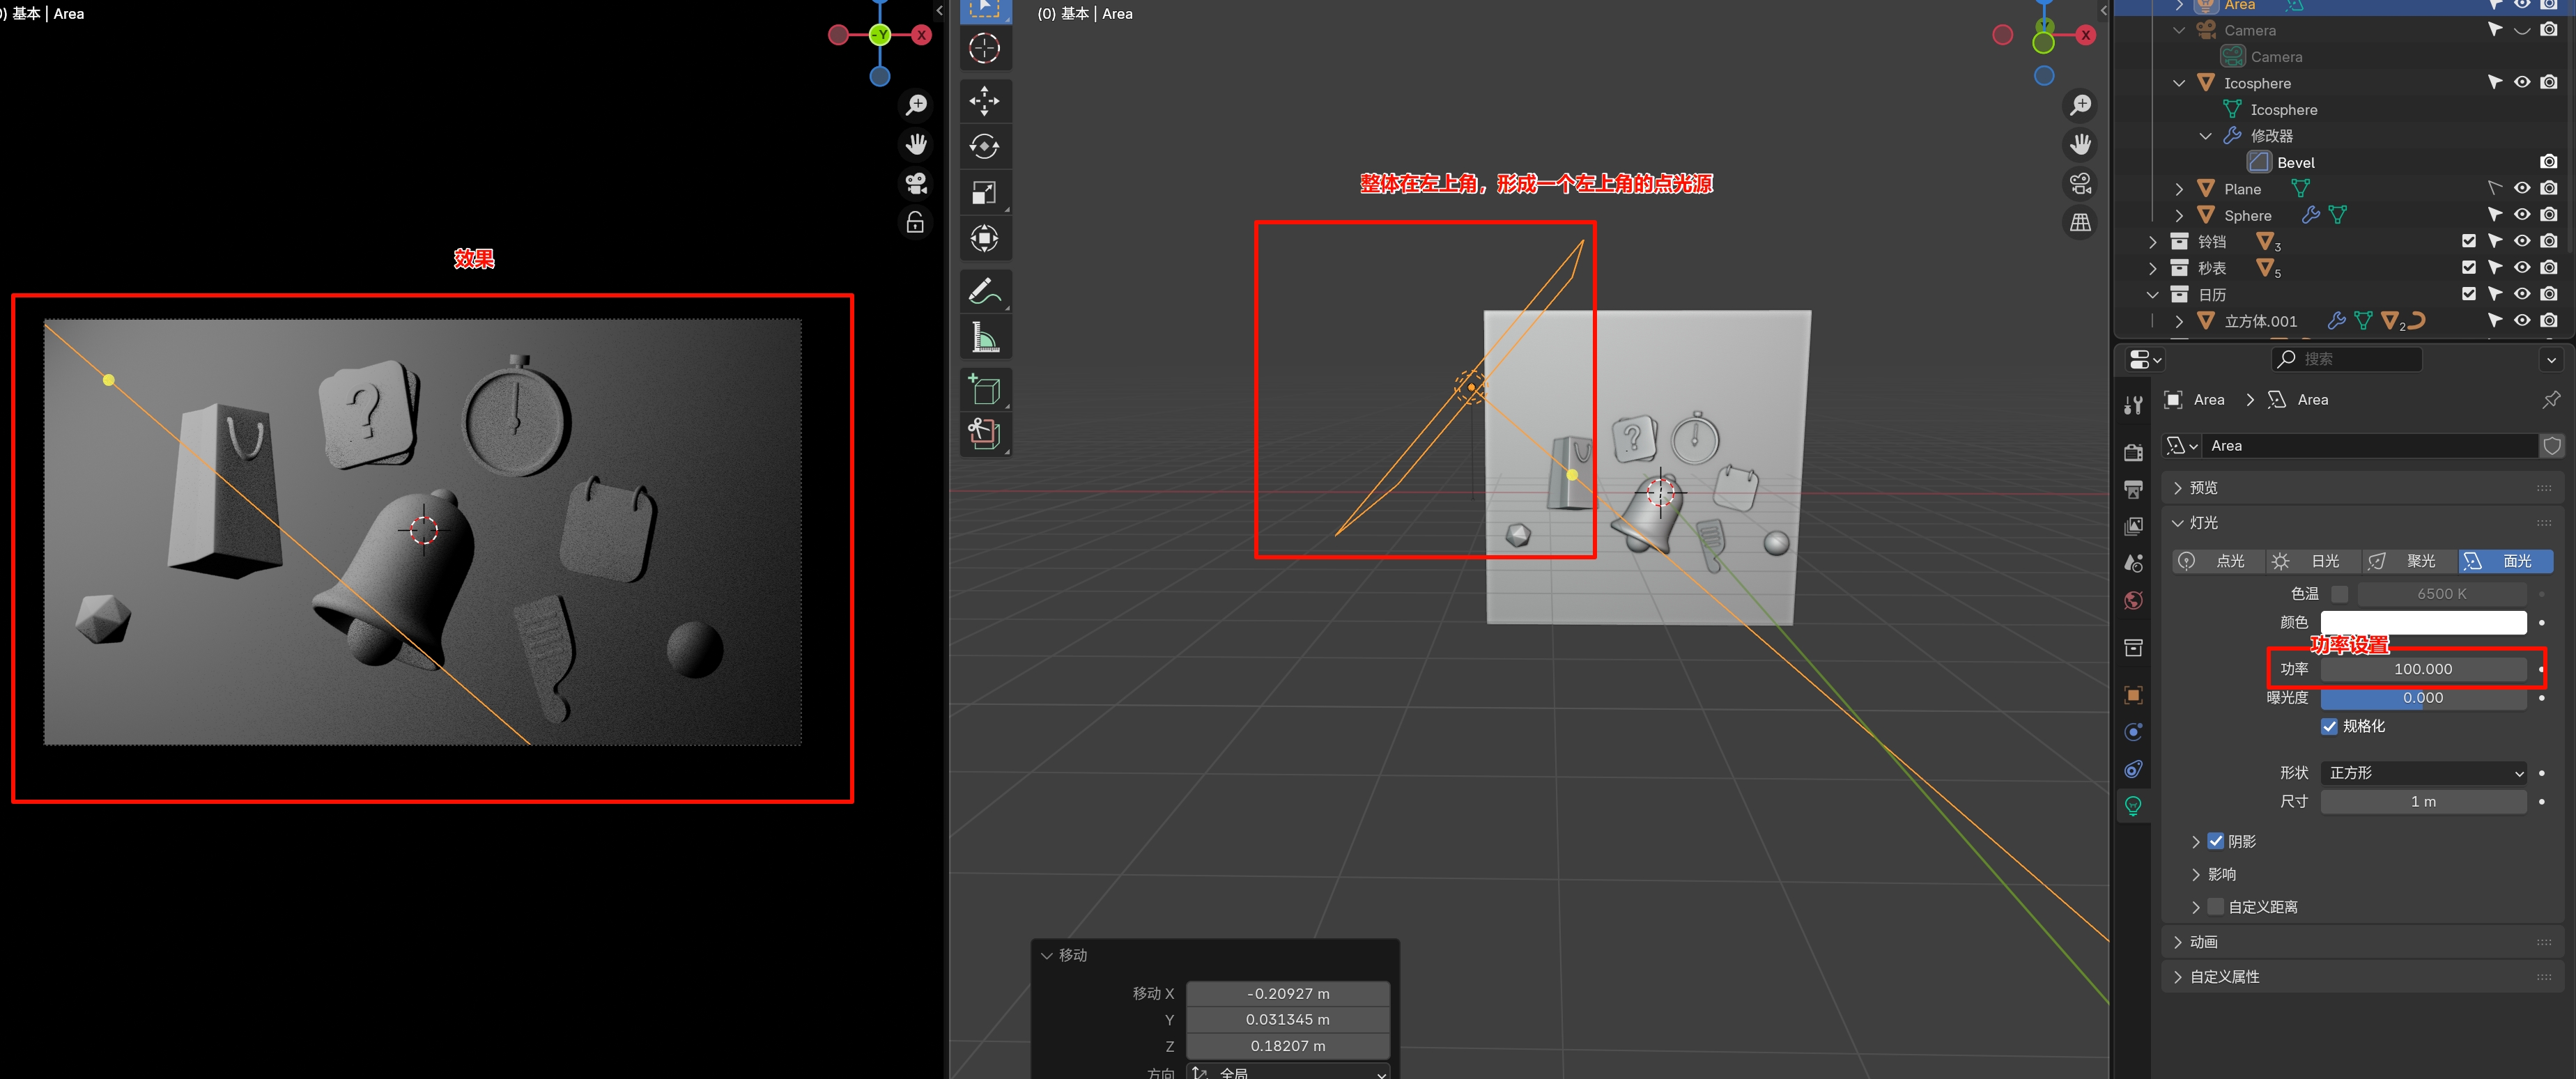 ) 基本 | Area
-Y
X
效果
?
(0) 基本 | Area
X
整体在左上角，形成一个左上角的点光源
?
移动
移动 X
-0.20927 m
Y
0.031345 m
Z
0.18207 m
方向
全局
Area
Camera
Camera
Icosphere
Icosphere
修改器
Bevel
Plane
Sphere
铃铛
3
秒表
5
日历
立方体.001
2
搜索
Area
Area
Area
预览
灯光
点光
日光
聚光
面光
色温
6500 K
颜色
功率设置
功率
100.000
曝光度
0.000
规格化
形状
正方形
尺寸
1 m
阴影
影响
自定义距离
动画
自定义属性